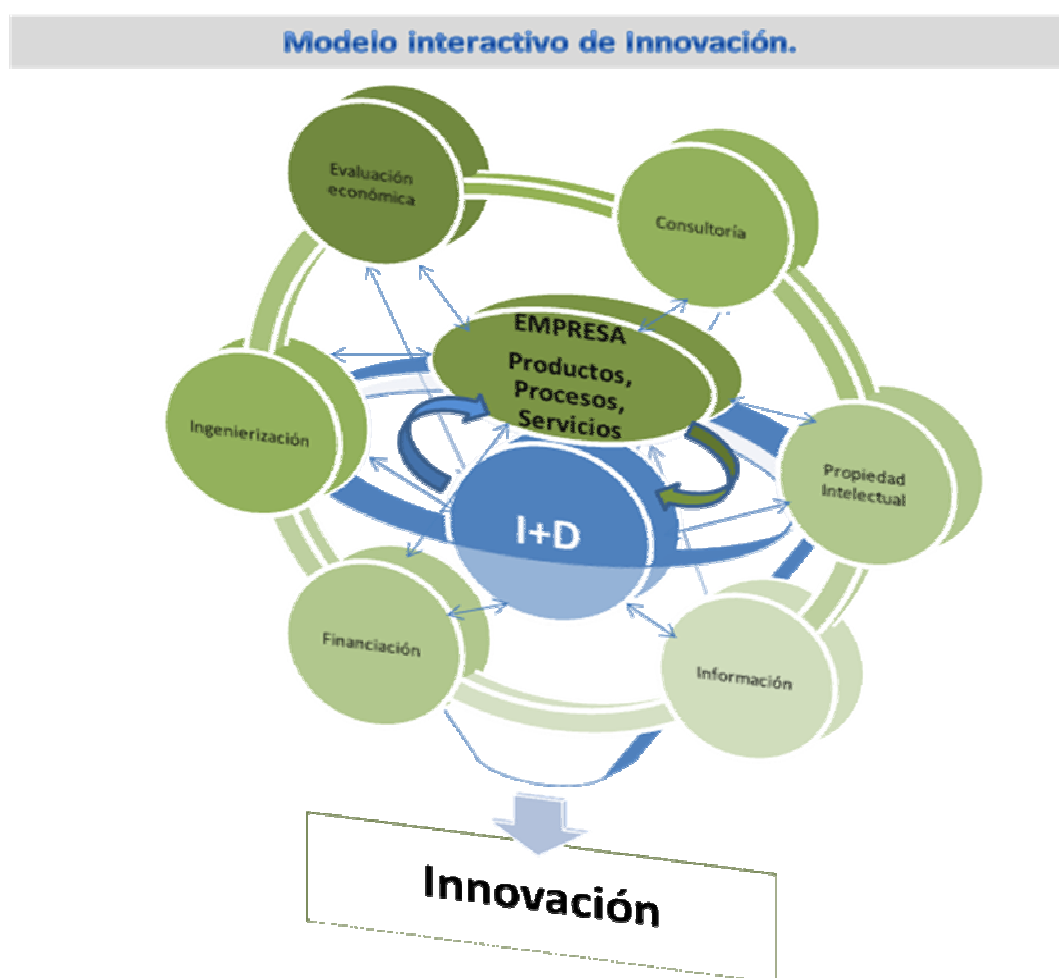 Modelo interactivo de Innovación.
Evaluación
económica
Consultoría
EMPRESA
Productos,
Procesos,
Servicios
Ingenierización
Propiedad
Intelectual
I+D
Financiación
Información
Innovación